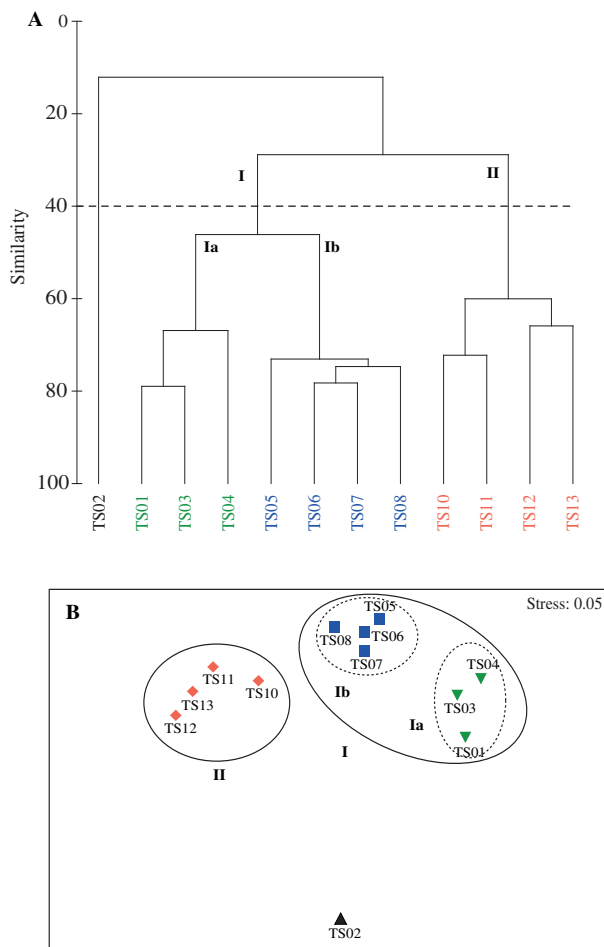 A
0
20
I
II
40
Ia
Ib
60
80
100
Similarity
TS02
TS01
TS03
TS04
TS05
TS06
TS07
TS08
TS10
TS11
TS12
TS13
B
Stress: 0.05
TS05
TS08
TS06
TS07
TS04
TS11
TS10
TS03
TS13
TS12
Ib
Ia
TS01
I
II
TS02